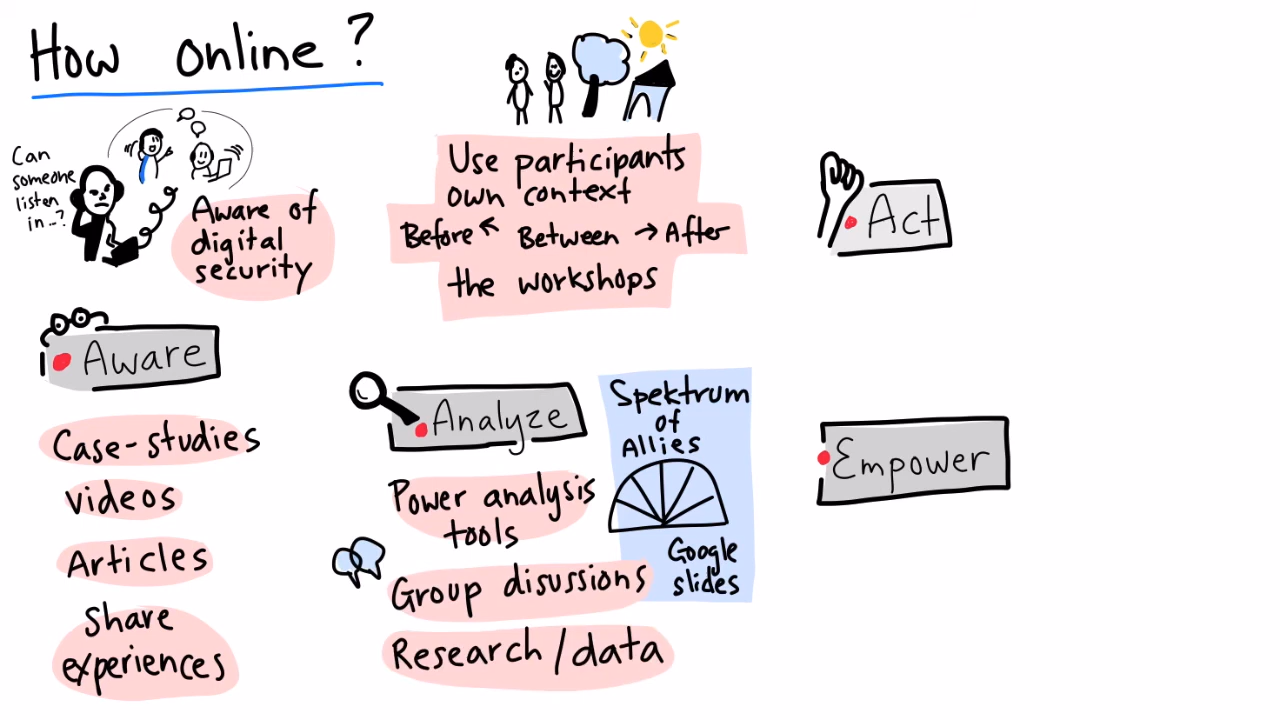 How online?
Can
someone
listen
in...?
Aware of
digital
security
Use participants
own context
Before ← Between → After
the workshops
Act
Aware
Case-studies
videos
Articles
Share
experiences
Analyze
Power analysis
tools
Group disussions
Research/data
Spektrum
of
Allies
Google
slides
Empower